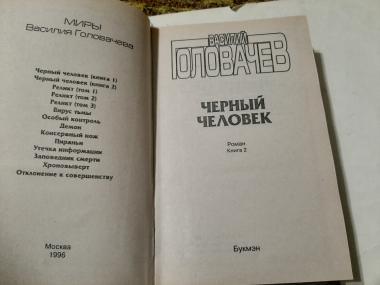 МИРЫ
Василия Головачева
Черный человек (книга 1)
Черный человек (книга 2)
Реликт (том 1)
Реликт (том 2)
Реликт (том 3)
Вирус тьмы
Особый контроль
Демон
Консервный нож
Пираньи
Утечка информации
Заповедник смерти
Хроновыверт
Отклонение к совершенству
Москва
1996
ВАСИЛИЙ
ГОЛОВАЧЕВ
ЧЕРНЫЙ
ЧЕЛОВЕК
Роман
Книга 2
Букмэн